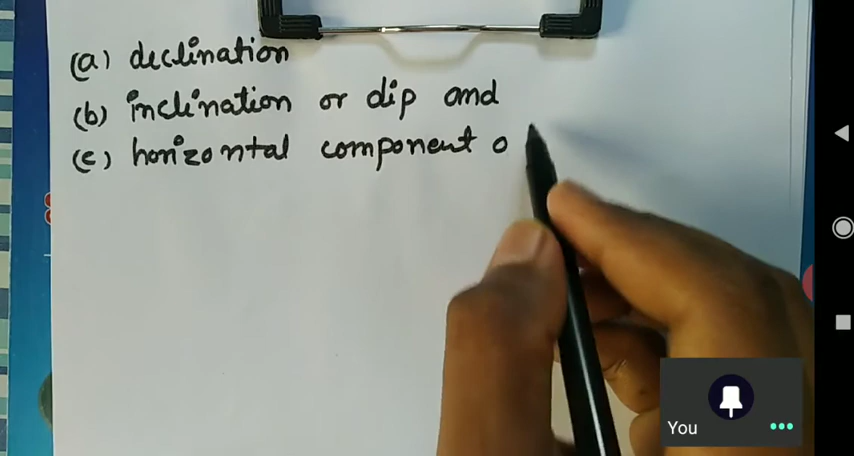 (a) declination
(b) inclination or dip and
(c) horizontal component o
You